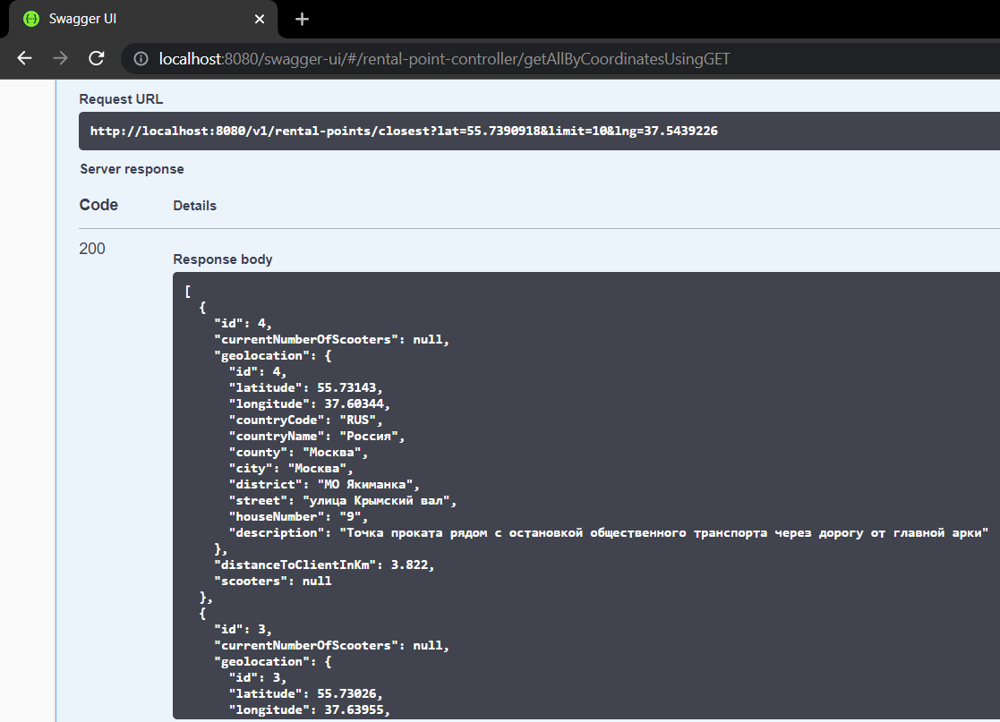 Swagger UI
localhost:8080/swagger-ui/#/rental-point-controller/getAllByCoordinatesUsingGET
Request URL
http://localhost:8080/v1/rental-points/closest?lat=55.7390918&limit=10&lng=37.5439226
Server response
Code Details
200
Response body
[
{
"id": 4,
"currentNumberOfScooters": null,
"geolocation": {
"id": 4,
"latitude": 55.73143,
"longitude": 37.60344,
"countryCode": "RUS",
"countryName": "Россия",
"county": "Москва",
"city": "Москва",
"district": "МО Якиманка",
"street": "улица Крымский вал",
"houseNumber": "9",
"description": "Точка проката рядом с остановкой общественного транспорта через дорогу от главной арки"
},
"distanceToClientInKm": 3.822,
"scooters": null
},
{
"id": 3,
"currentNumberOfScooters": null,
"geolocation": {
"id": 3,
"latitude": 55.73026,
"longitude": 37.63955,